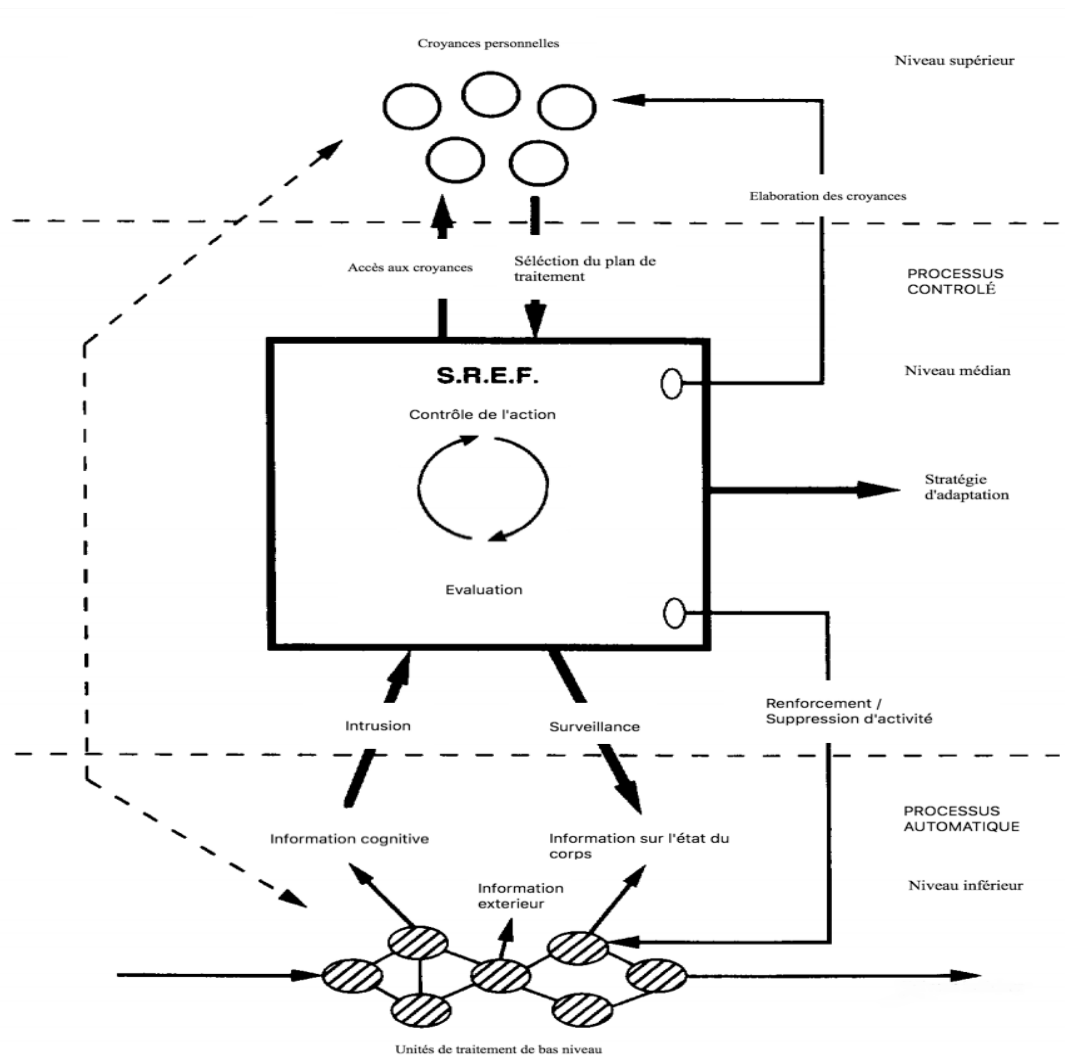 Croyances personnelles
Niveau supérieur
Elaboration des croyances
Accès aux croyances
Séléction du plan de
traitement
PROCESSUS
CONTROLÉ
S.R.E.F.
Niveau médian
Contrôle de l'action
Stratégie
d'adaptation
Evaluation
Intrusion
Surveillance
Renforcement /
Suppression d'activité
PROCESSUS
AUTOMATIQUE
Information cognitive
Information sur l'état du
corps
Information
exterieur
Niveau inférieur
Unités de traitement de bas niveau